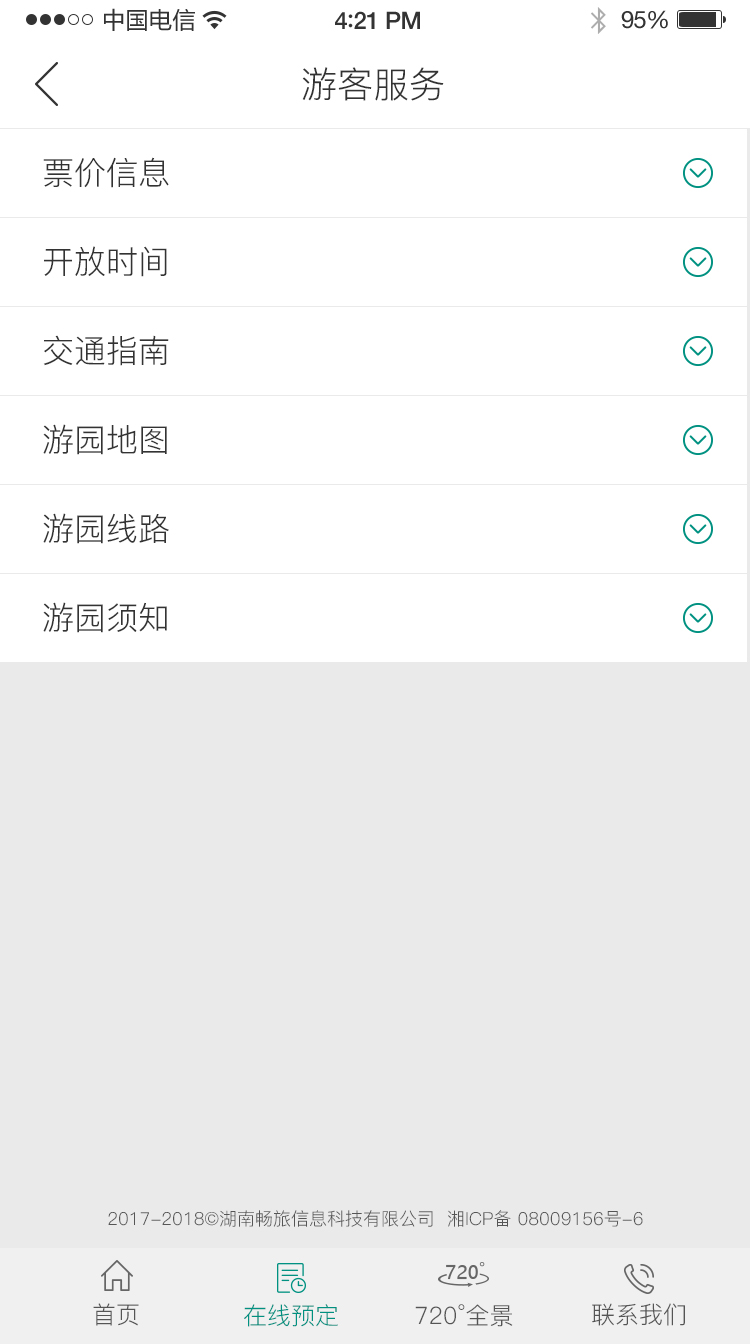 中国电信 4:21 PM 95%
游客服务
票价信息
开放时间
交通指南
游园地图
游园线路
游园须知
2017-2018©湖南畅旅信息科技有限公司 湘ICP备 08009156号-6
720°
首页 在线预定 720°全景 联系我们